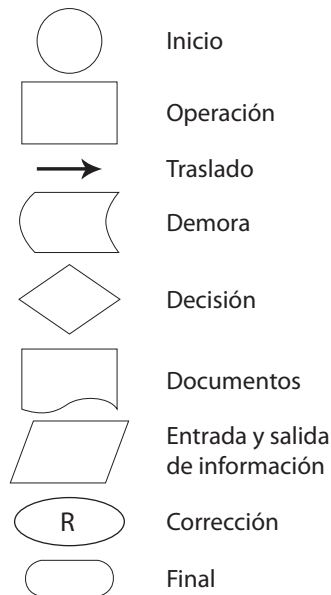 Inicio
Operación
Traslado
Demora
Decisión
Documentos
Entrada y salida
de información
R
Corrección
Final